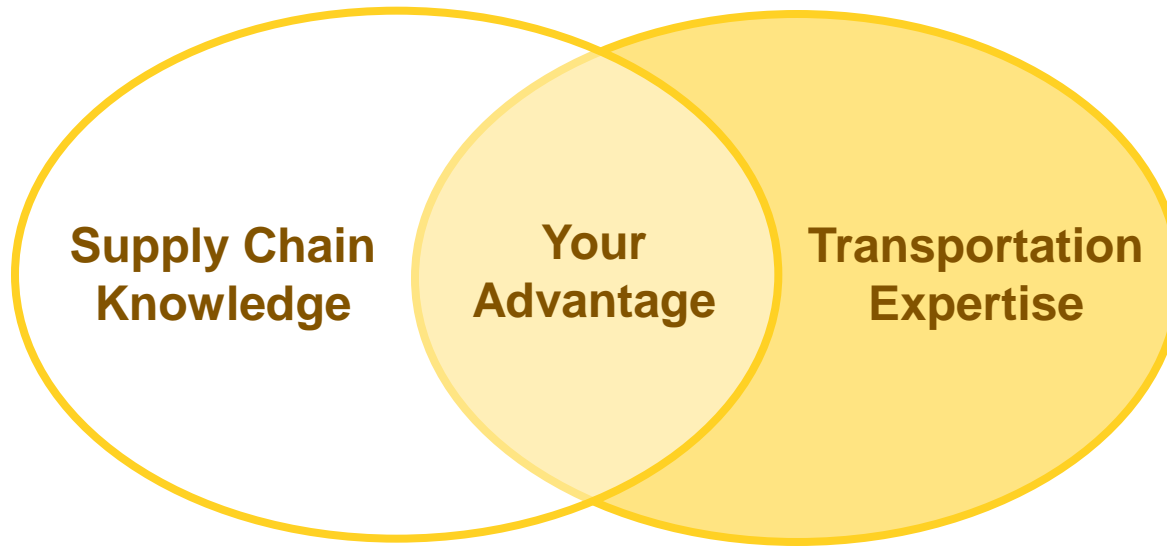 Supply Chain
Knowledge
Your
Advantage
Transportation
Expertise